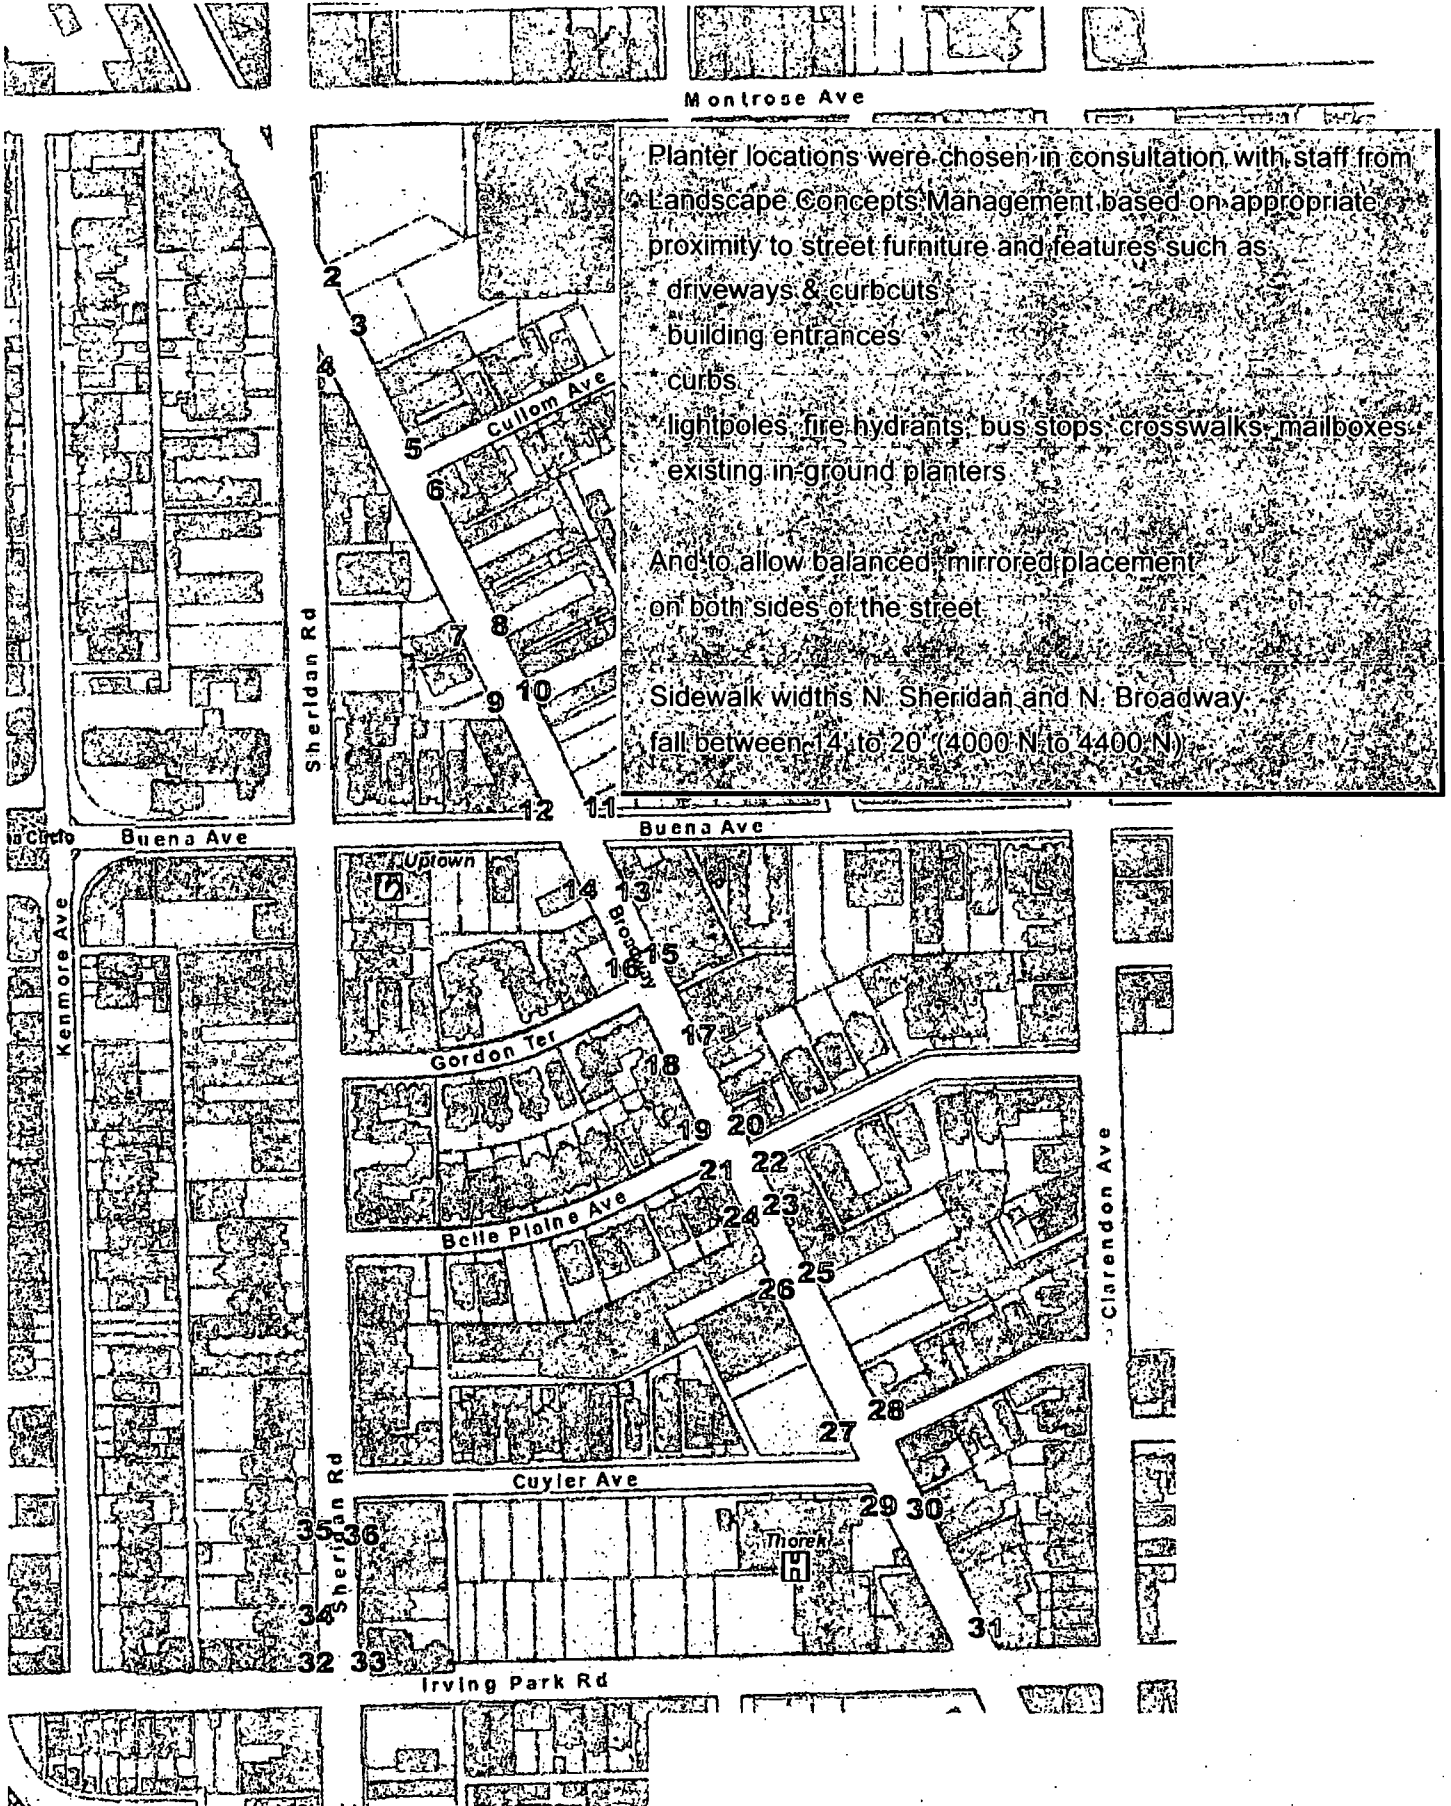 Montrose Ave
Planter locations were chosen in consultation with staff from
Landscape Concepts Management based on appropriate
proximity to street furniture and features such as
* driveways & curbcuts
* building entrances
* curbs
* lightpoles, fire hydrants, bus stops, crosswalks, mailboxes
* existing in-ground planters
And to allow balanced, mirrored placement
on both sides of the street.
Sidewalk widths N. Sheridan and N. Broadway
fall between 14' to 20' (4000 N to 4400 N)
1
2
3
4
Cullom Ave
5
6
Sheridan Rd
7
8
9
10
12
11
Buena Ave
Buena Ave
Uptown
14
13
Broadway
Kenmore Ave
15
16
17
Gordon Ter
18
19
20
21
22
Clarendon Ave
Belle Plaine Ave
23
24
25
26
28
27
Cuyler Ave
Sheridan Rd
29
30
35
36
Thorek
H
34
31
32
33
Irving Park Rd